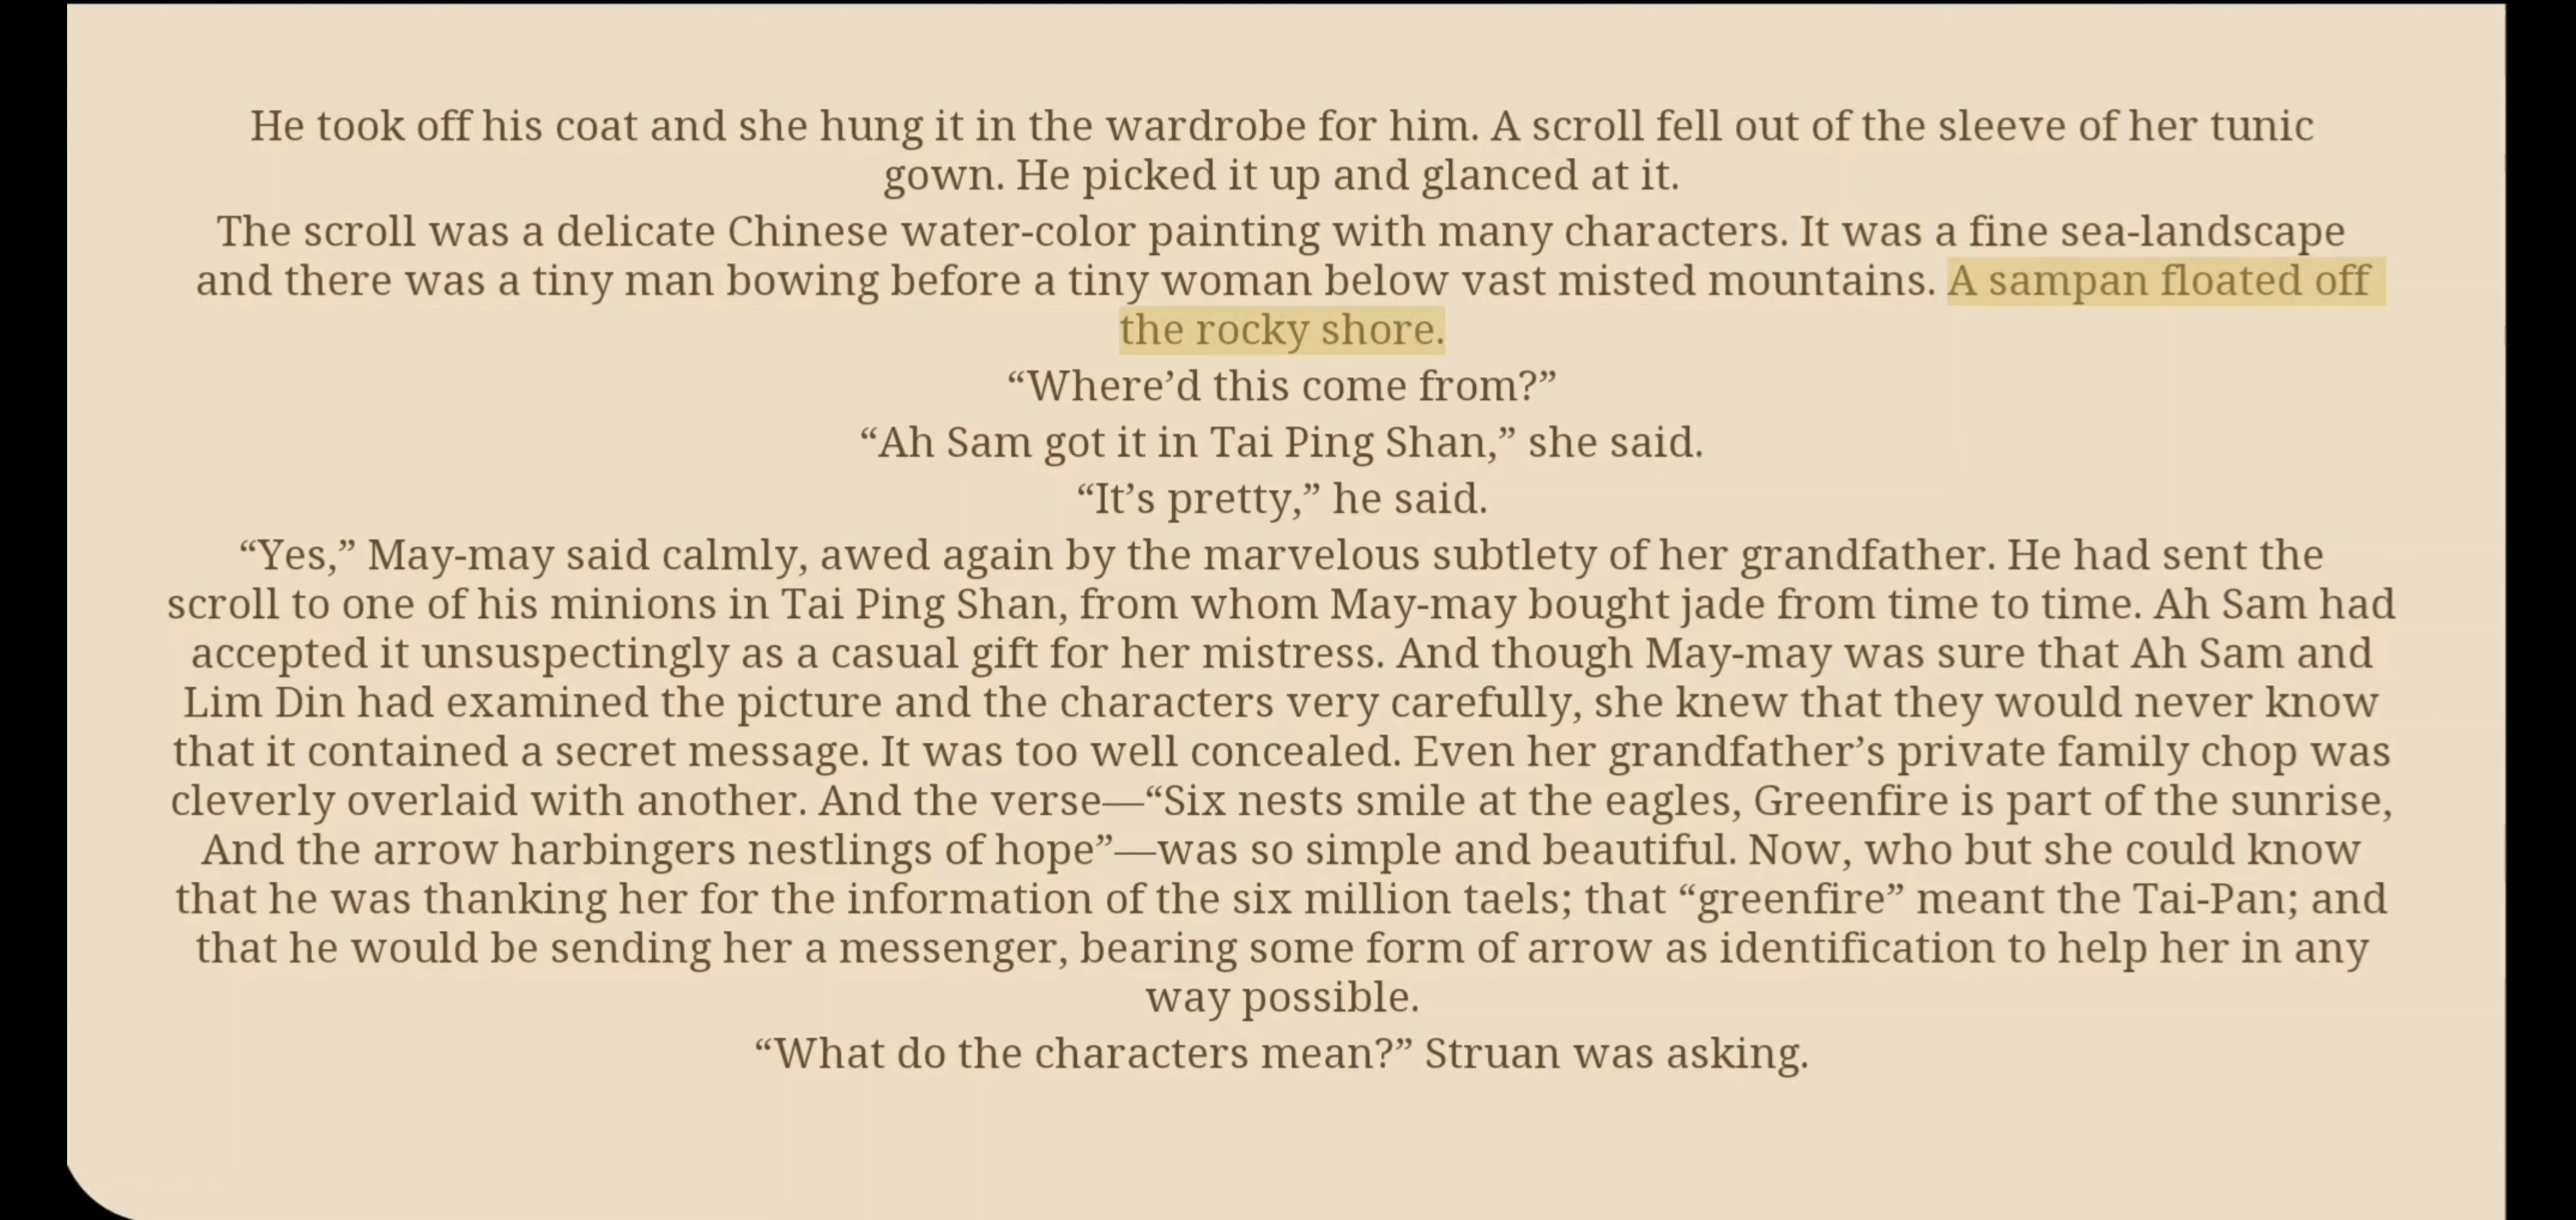 He took off his coat and she hung it in the wardrobe for him. A scroll fell out of the sleeve of her tunic
gown. He picked it up and glanced at it.
The scroll was a delicate Chinese water-color painting with many characters. It was a fine sea-landscape
and there was a tiny man bowing before a tiny woman below vast misted mountains. A sampan floated off
the rocky shore.
“Where’d this come from?”
“Ah Sam got it in Tai Ping Shan,” she said.
“It’s pretty,” he said.
“Yes,” May-may said calmly, awed again by the marvelous subtlety of her grandfather. He had sent the
scroll to one of his minions in Tai Ping Shan, from whom May-may bought jade from time to time. Ah Sam had
accepted it unsuspectingly as a casual gift for her mistress. And though May-may was sure that Ah Sam and
Lim Din had examined the picture and the characters very carefully, she knew that they would never know
that it contained a secret message. It was too well concealed. Even her grandfather’s private family chop was
cleverly overlaid with another. And the verse—“Six nests smile at the eagles, Greenfire is part of the sunrise,
And the arrow harbingers nestlings of hope”—was so simple and beautiful. Now, who but she could know
that he was thanking her for the information of the six million taels; that “greenfire” meant the Tai-Pan; and
that he would be sending her a messenger, bearing some form of arrow as identification to help her in any
way possible.
“What do the characters mean?” Struan was asking.